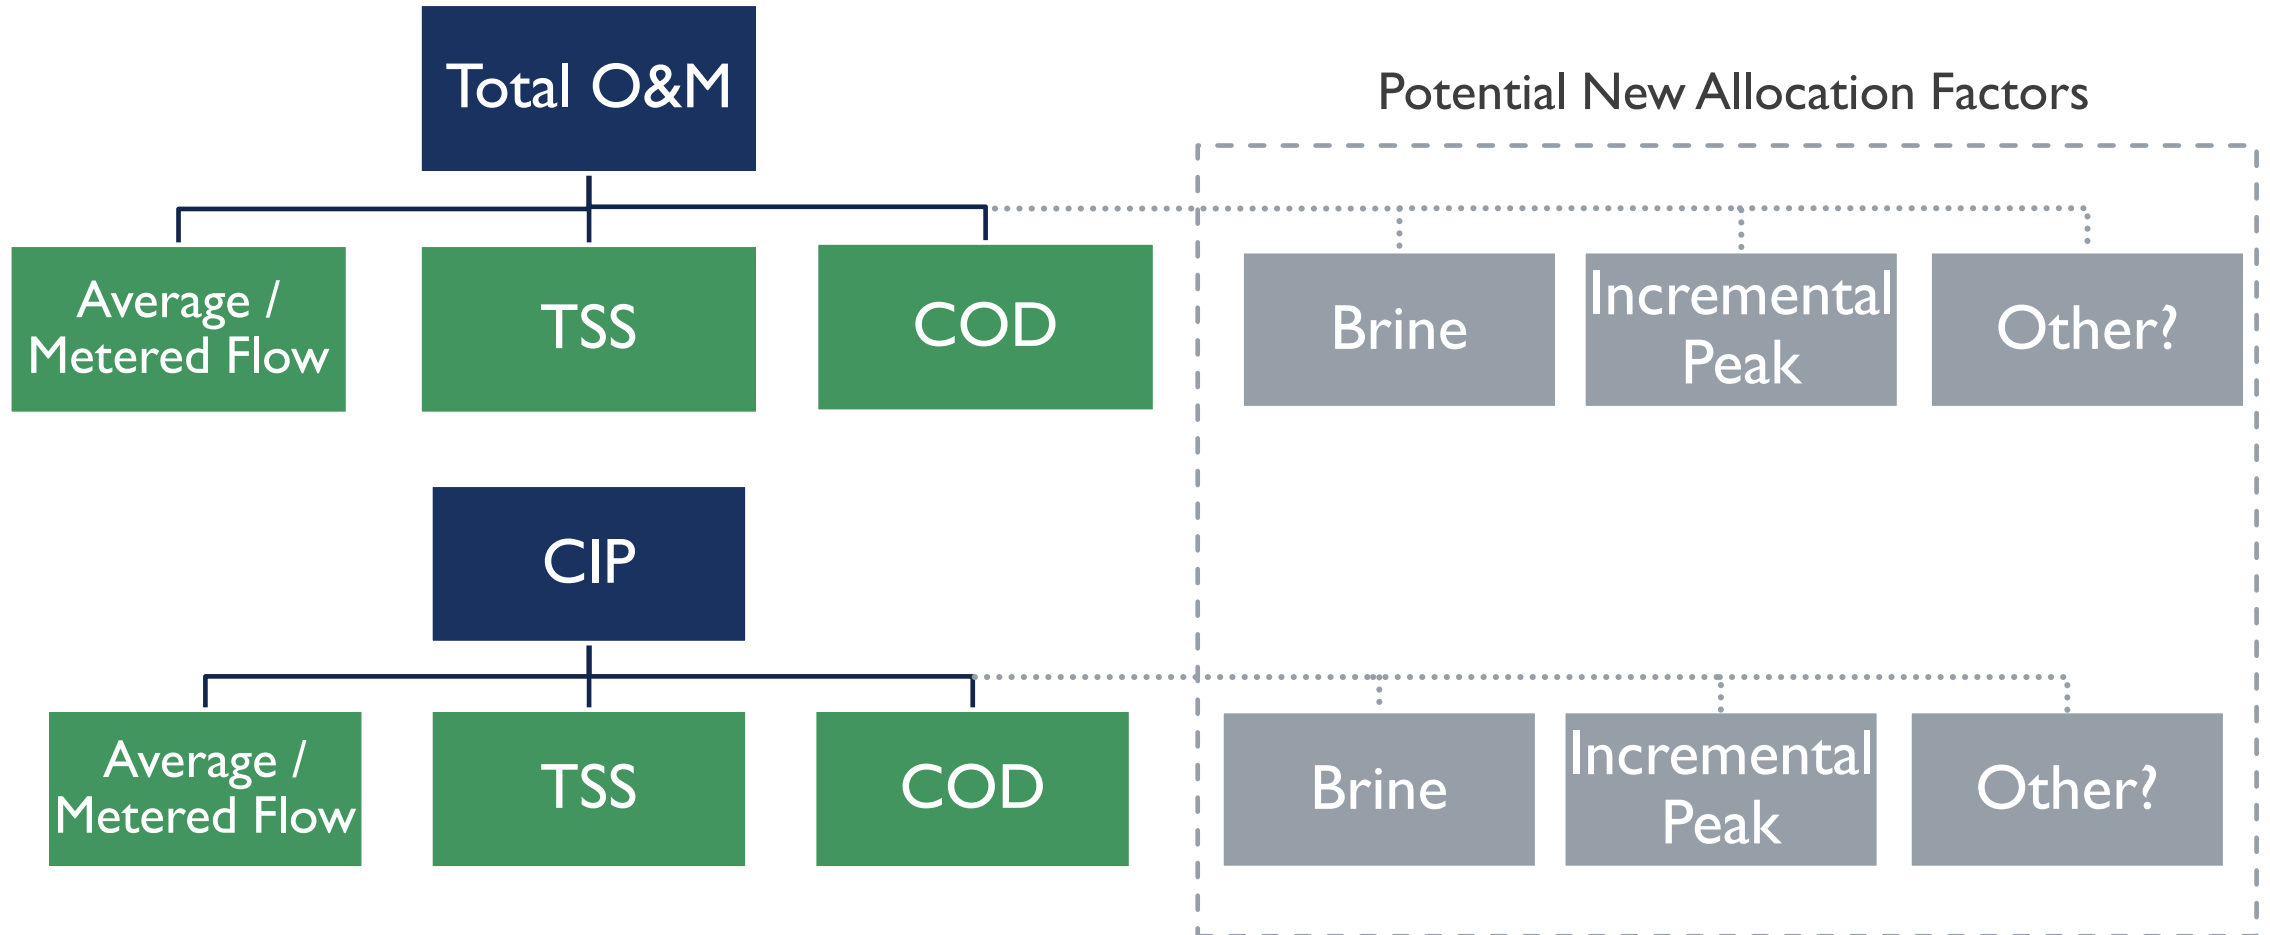 Total O&M
Potential New Allocation Factors
Average /
Metered Flow
TSS
COD
Brine
Incremental
Peak
Other?
CIP
Average /
Metered Flow
TSS
COD
Brine
Incremental
Peak
Other?